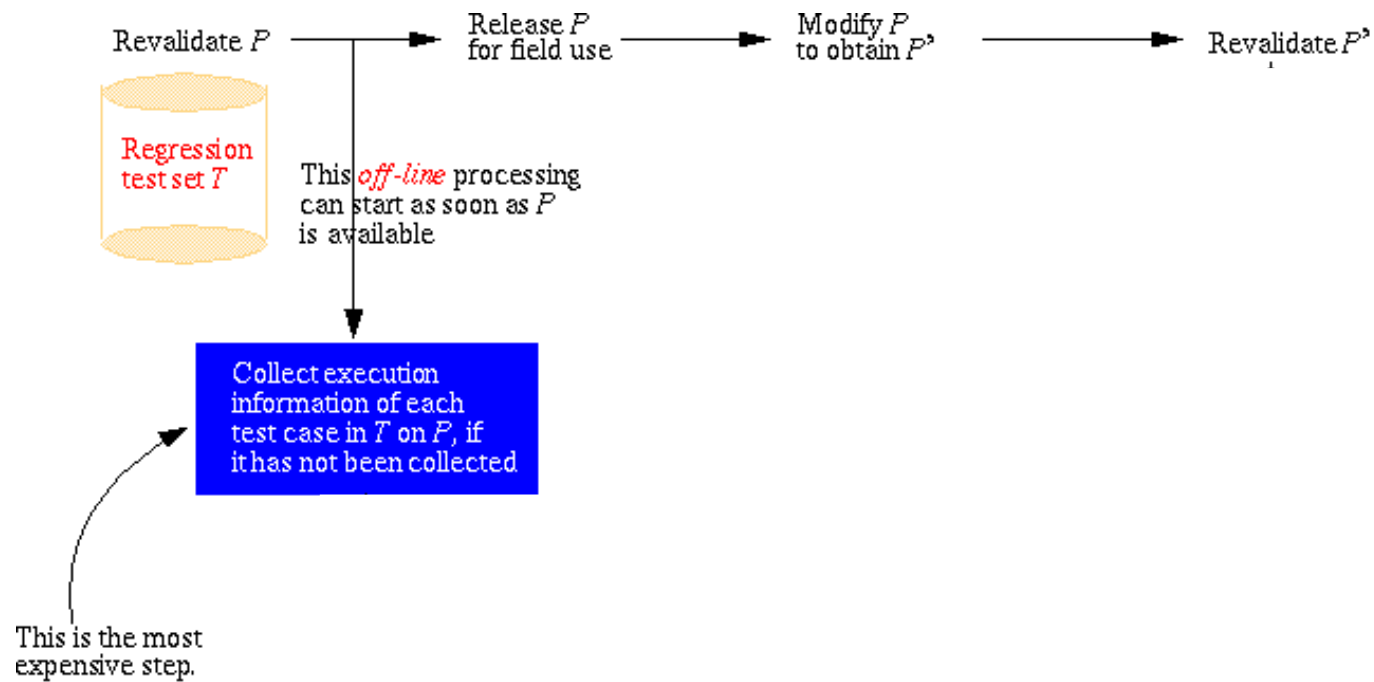 Revalidate P
Release P
for field use
Modify P
to obtain P’
Revalidate P’
Regression
test set T
This off-line processing
can start as soon as P
is available
Collect execution
information of each
test case in T on P, if
it has not been collected
This is the most
expensive step.